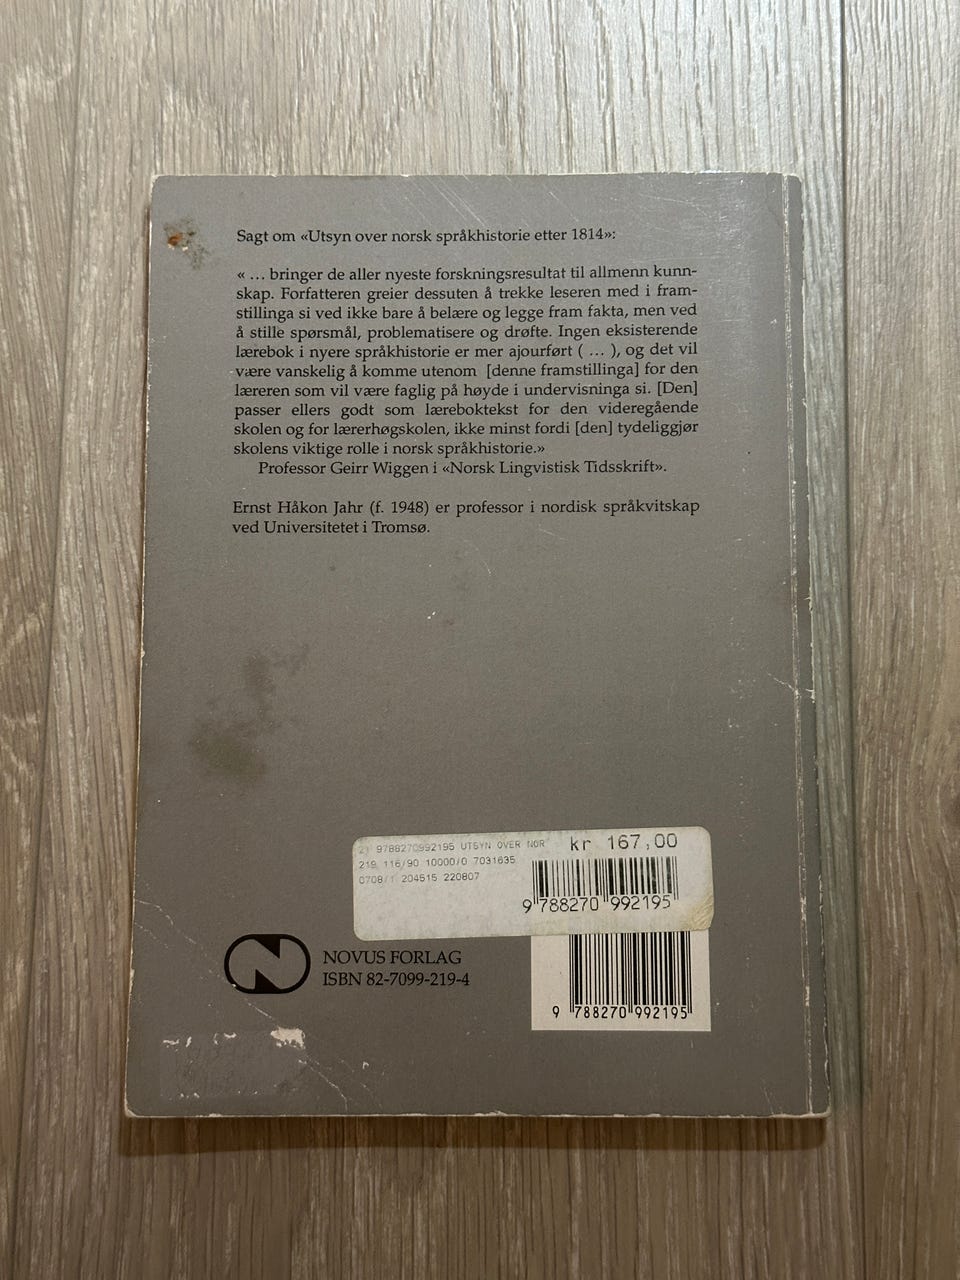 Sagt om «Utsyn over norsk språkhistorie etter 1814»:
« ... bringer de aller nyeste forskningsresultat til allmenn kunn-
skap. Forfatteren greier dessuten å trekke leseren med i fram-
stillinga si ved ikke bare å belære og legge fram fakta, men ved
å stille spørsmål, problematisere og drøfte. Ingen eksisterende
lærebok i nyere språkhistorie er mer ajourført ( ... ), og det vil
være vanskelig å komme utenom [denne framstillinga] for den
læreren som vil være faglig på høyde i undervisninga si. [Den]
passer ellers godt som læreboktekst for den videregående
skolen og for lærerhøgskolen, ikke minst fordi [den] tydeliggjør
skolens viktige rolle i norsk språkhistorie.»
Professor Geirr Wiggen i «Norsk Lingvistisk Tidsskrift».
Ernst Håkon Jahr (f. 1948) er professor i nordisk språkvitskap
ved Universitetet i Tromsø.
9788270992195 UTSYN OVER NOR kr 167,00
219 116/90 10000/0 7031635
0708/1 204515 220807
9 788270 992195
NOVUS FORLAG
ISBN 82-7099-219-4
9 788270 992195